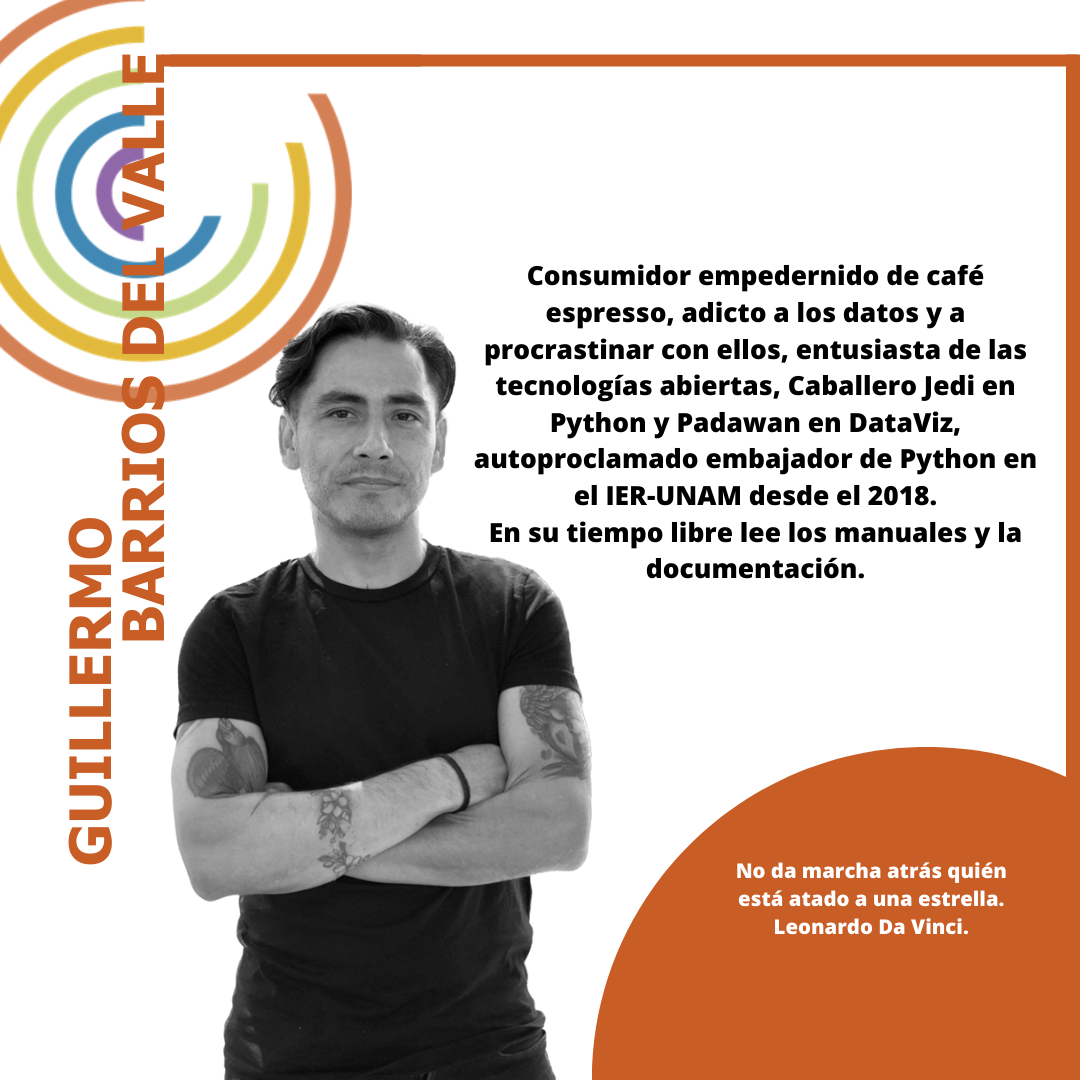 GUILLERMO
BARRIOS DEL VALLE
Consumidor empedernido de café
espresso, adicto a los datos y a
procrastinar con ellos, entusiasta de las
tecnologías abiertas, Caballero Jedi en
Python y Padawan en DataViz,
autoproclamado embajador de Python en
el IER-UNAM desde el 2018.
En su tiempo libre lee los manuales y la
documentación.
No da marcha atrás quién
está atado a una estrella.
Leonardo Da Vinci.